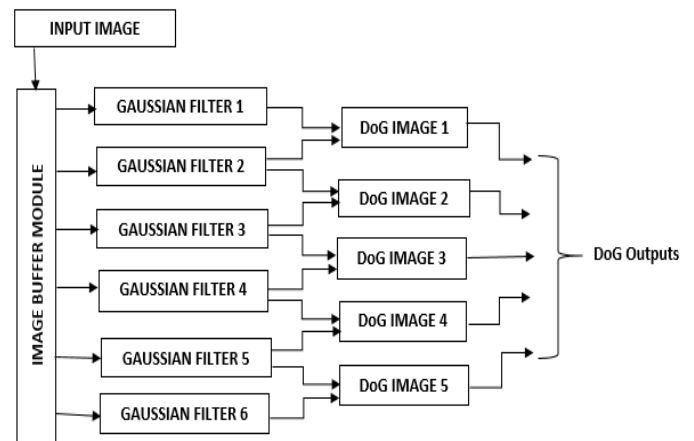 INPUT IMAGE
IMAGE BUFFER MODULE
GAUSSIAN FILTER 1
GAUSSIAN FILTER 2
GAUSSIAN FILTER 3
GAUSSIAN FILTER 4
GAUSSIAN FILTER 5
GAUSSIAN FILTER 6
DoG IMAGE 1
DoG IMAGE 2
DoG IMAGE 3
DoG IMAGE 4
DoG IMAGE 5
DoG Outputs